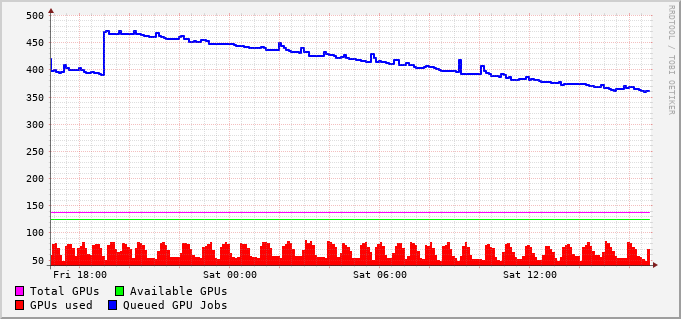 500
450
400
350
300
250
200
150
100
50
Fri 18:00 Sat 00:00 Sat 06:00 Sat 12:00
Total GPUs Available GPUs
GPUs used Queued GPU Jobs
RRDTOOL / TOBI OETIKER